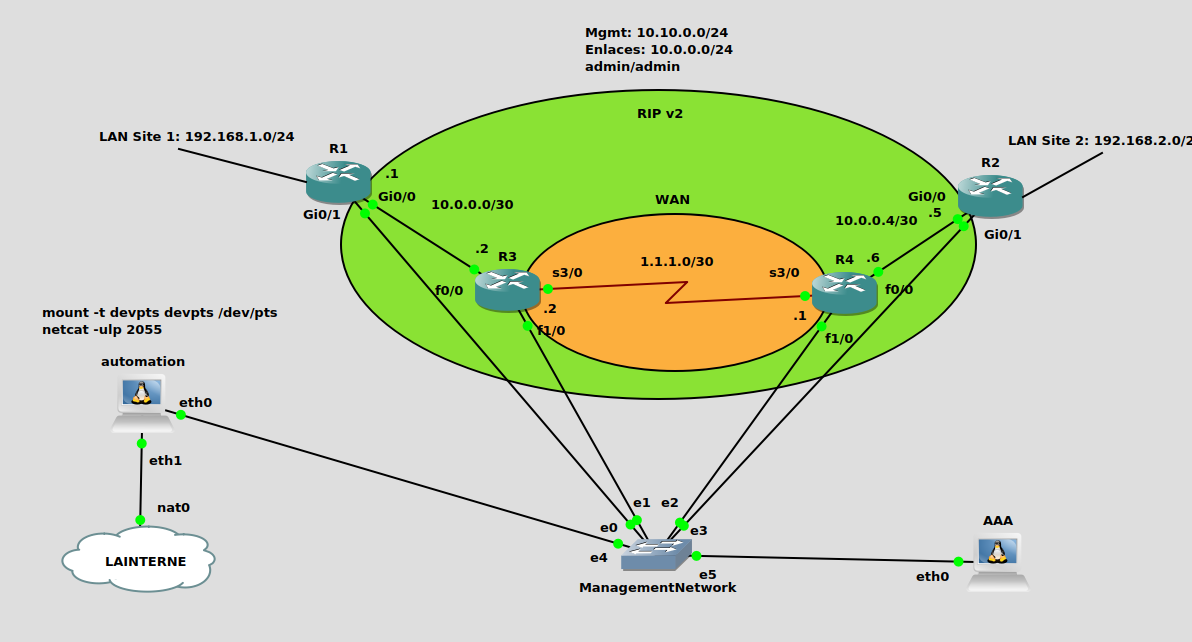 Mgmt: 10.10.0.0/24
Enlaces: 10.0.0.0/24
admin/admin
RIP v2
LAN Site 1: 192.168.1.0/24
LAN Site 2: 192.168.2.0/2
R1
R2
.1
Gi0/0
Gi0/1
10.0.0.0/30
WAN
Gi0/0
.5
10.0.0.4/30
Gi0/1
.2
R3
s3/0
1.1.1.0/30
s3/0
R4
.6
f0/0
f0/0
.2
.1
f1/0
f1/0
mount -t devpts devpts /dev/pts
netcat -ulp 2055
automation
eth0
eth1
nat0
LAINTERNE
e1
e2
e0
e3
e4
e5
ManagementNetwork
AAA
eth0